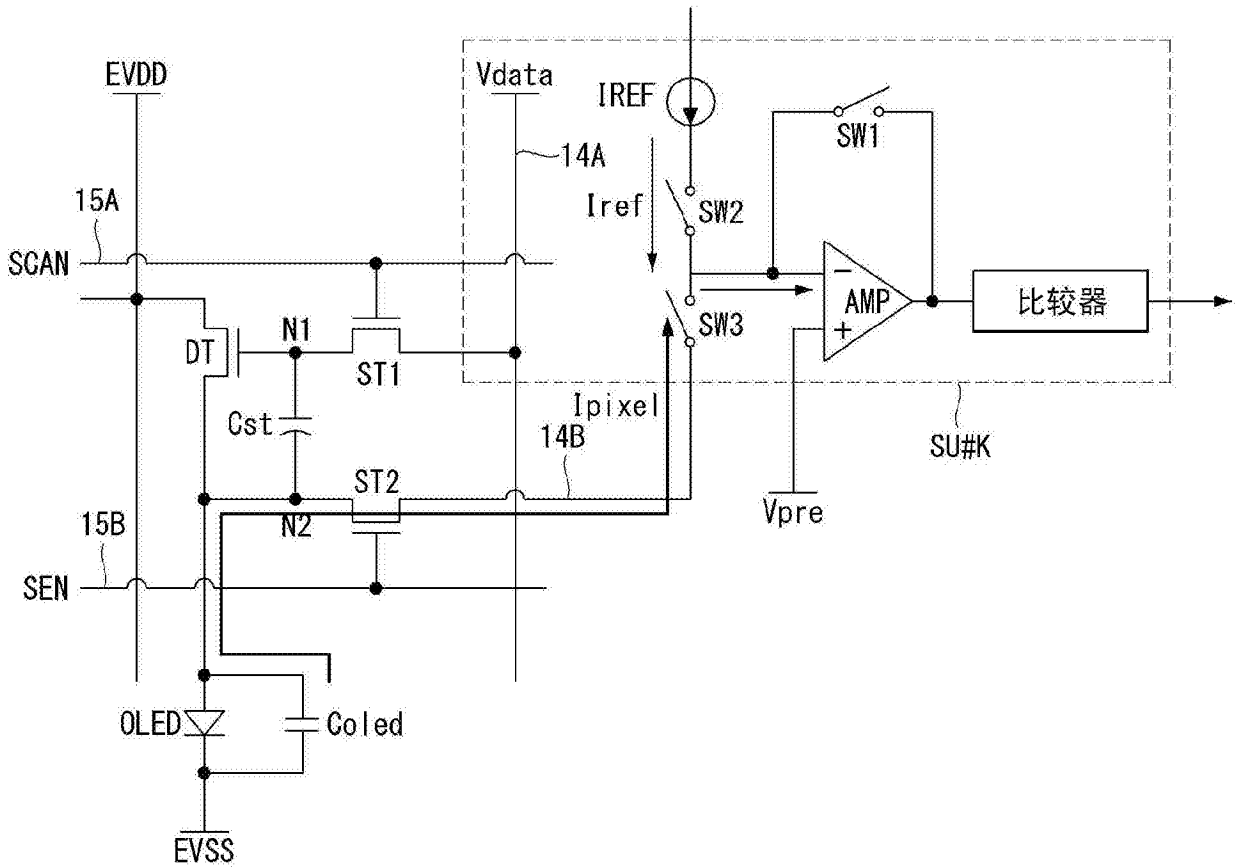 EVDD
Vdata
IREF
SW1
14A
15A
Iref
SW2
SCAN
AMP
比较器
SW3
DT
N1
ST1
Ipixel
Cst
14B
SU#K
ST2
Vpre
N2
15B
SEN
OLED
Coled
EVSS